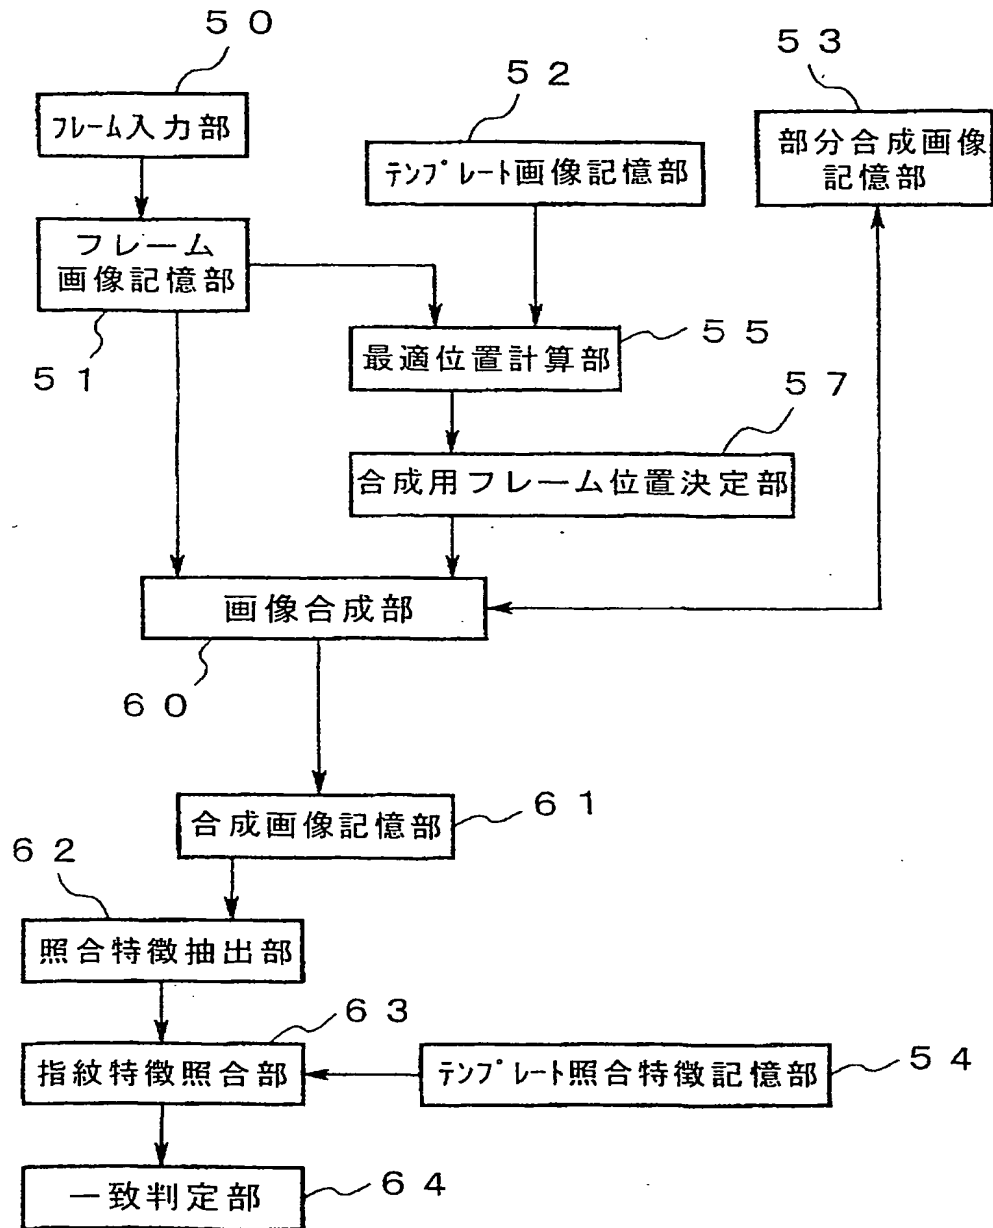 ５０
フレーム入力部
５２
テンプレート画像記憶部
５３
部分合成画像
記憶部
フレーム
画像記憶部
５１
最適位置計算部
５５
合成用フレーム位置決定部
５７
画像合成部
６０
合成画像記憶部
６１
６２
照合特徴抽出部
指紋特徴照合部
６３
テンプレート照合特徴記憶部
５４
一致判定部
６４